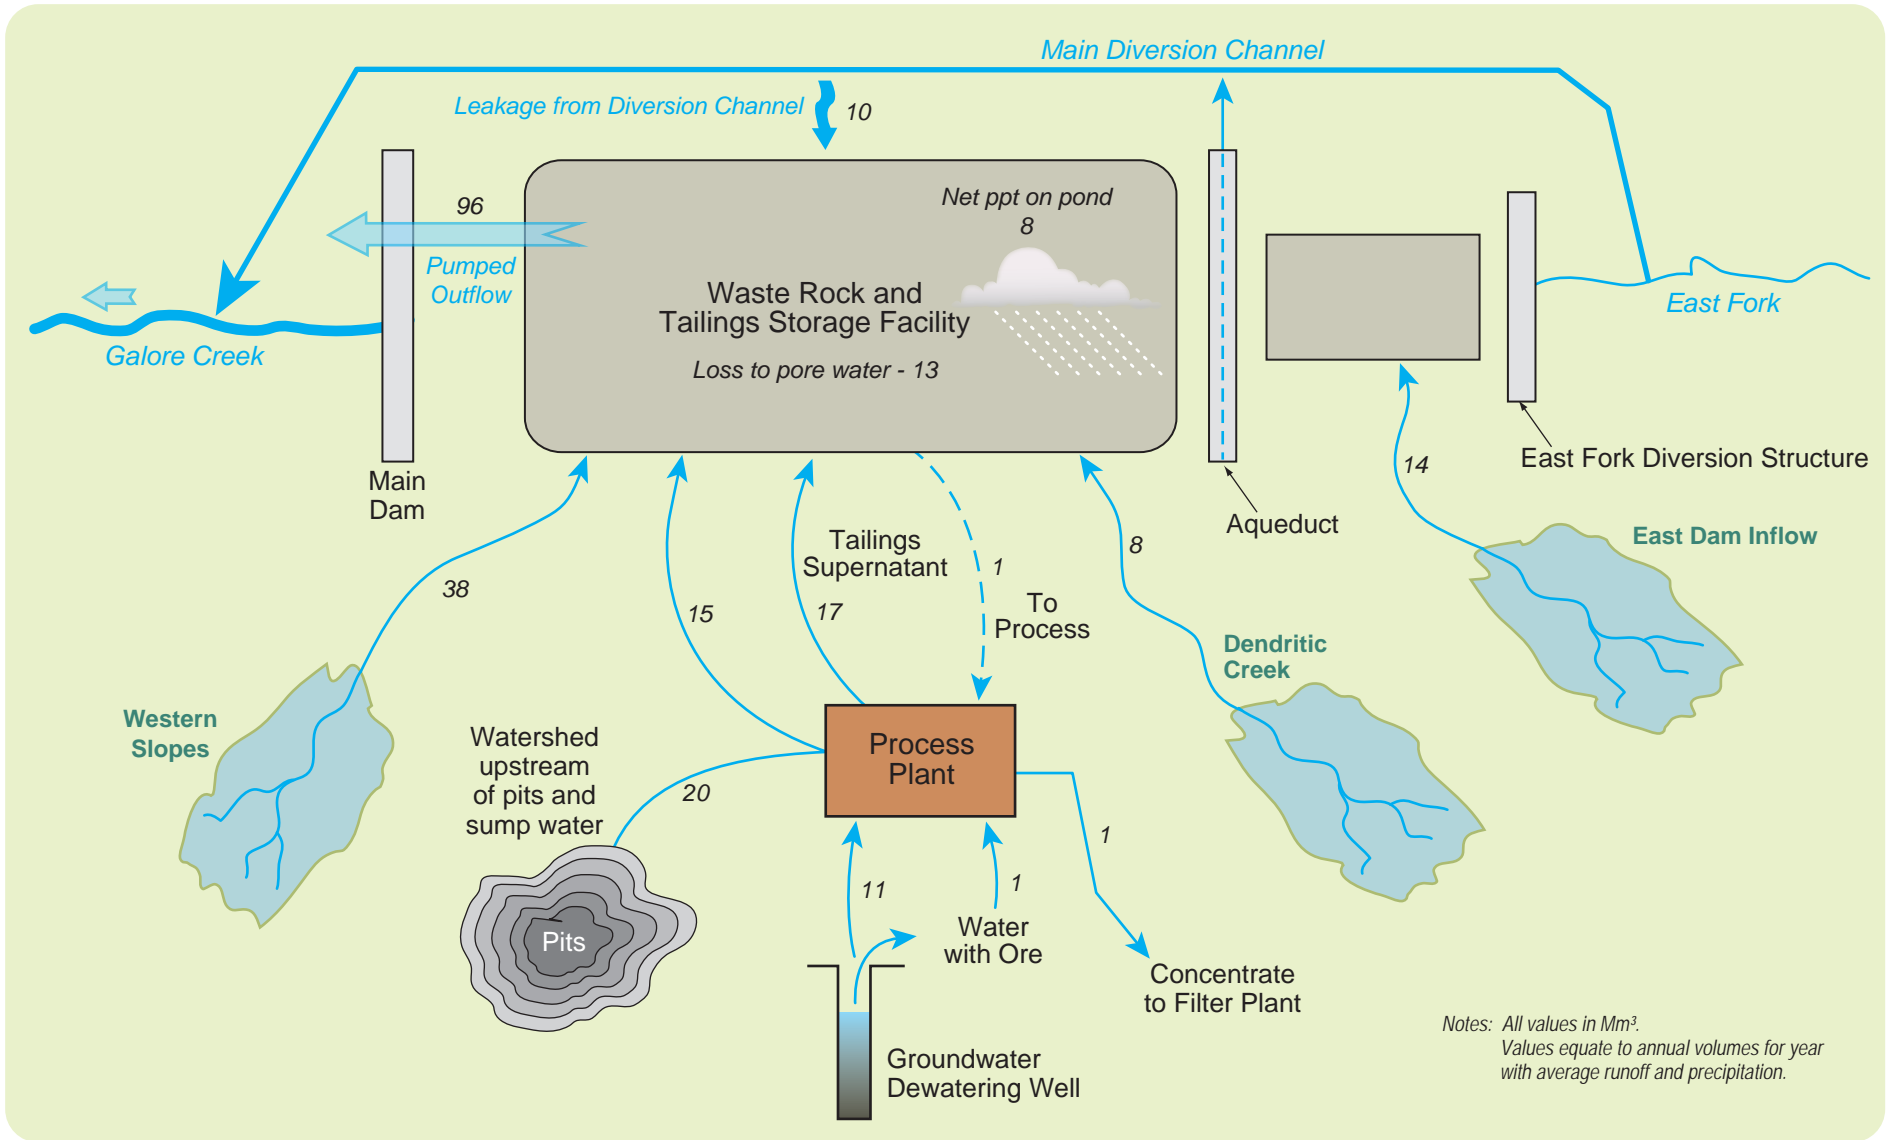 Main Diversion Channel
Leakage from Diversion Channel
10
Net ppt on pond
8
96
Pumped
Outflow
Waste Rock and
Tailings Storage Facility
Loss to pore water - 13
East Fork
Galore Creek
Main
Dam
East Fork Diversion Structure
14
Aqueduct
East Dam Inflow
Tailings
Supernatant
8
1
38
15
17
To
Process
Dendritic
Creek
Western
Slopes
Watershed
upstream
of pits and
sump water
Process
Plant
20
1
11
1
Pits
Water
with Ore
Concentrate
to Filter Plant
Notes: All values in Mm³.
Values equate to annual volumes for year
with average runoff and precipitation.
Groundwater
Dewatering Well